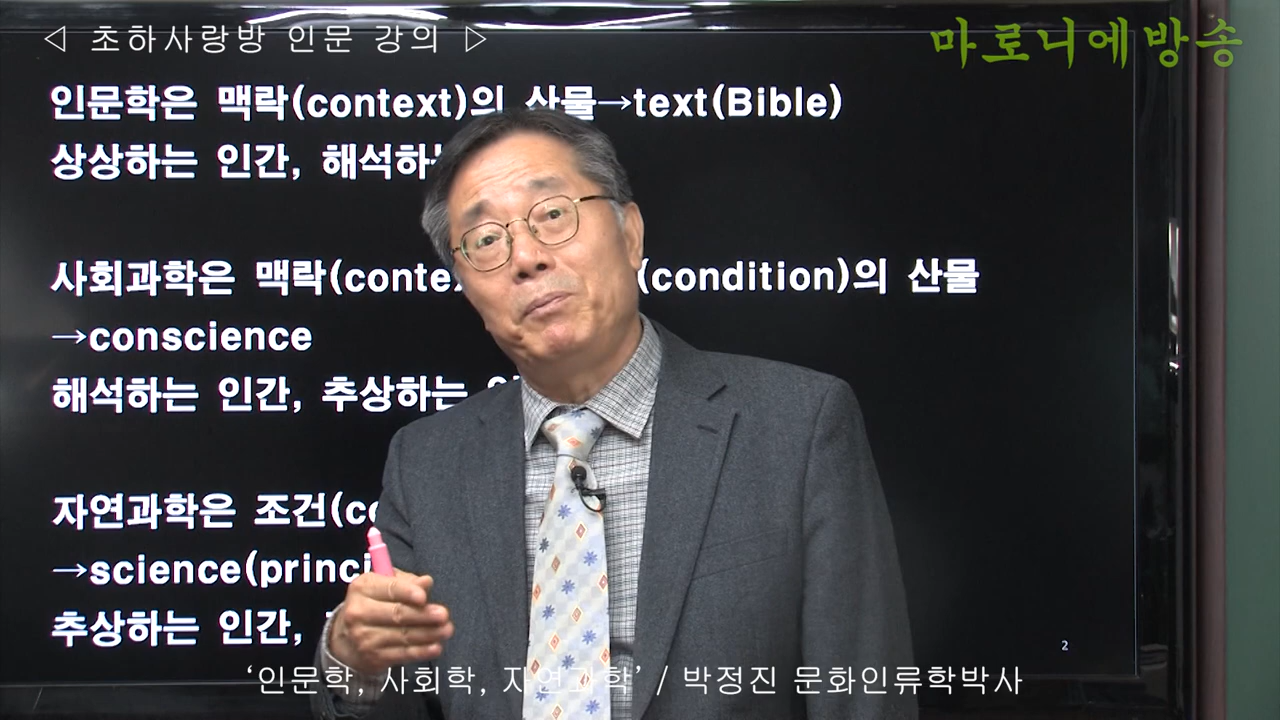 ◁ 초하사랑방 인문 강의 ▷
마로니에방송
인문학은 맥락(context)의 산물→text(Bible)
상상하는 인간, 해석하
사회과학은 맥락(conte (condition)의 산물
→conscience
해석하는 인간, 추상하는
자연과학은 조건(co
→science(princi
추상하는 인간,
2
‘인문학, 사회학, 자연과학’ / 박정진 문화인류학박사